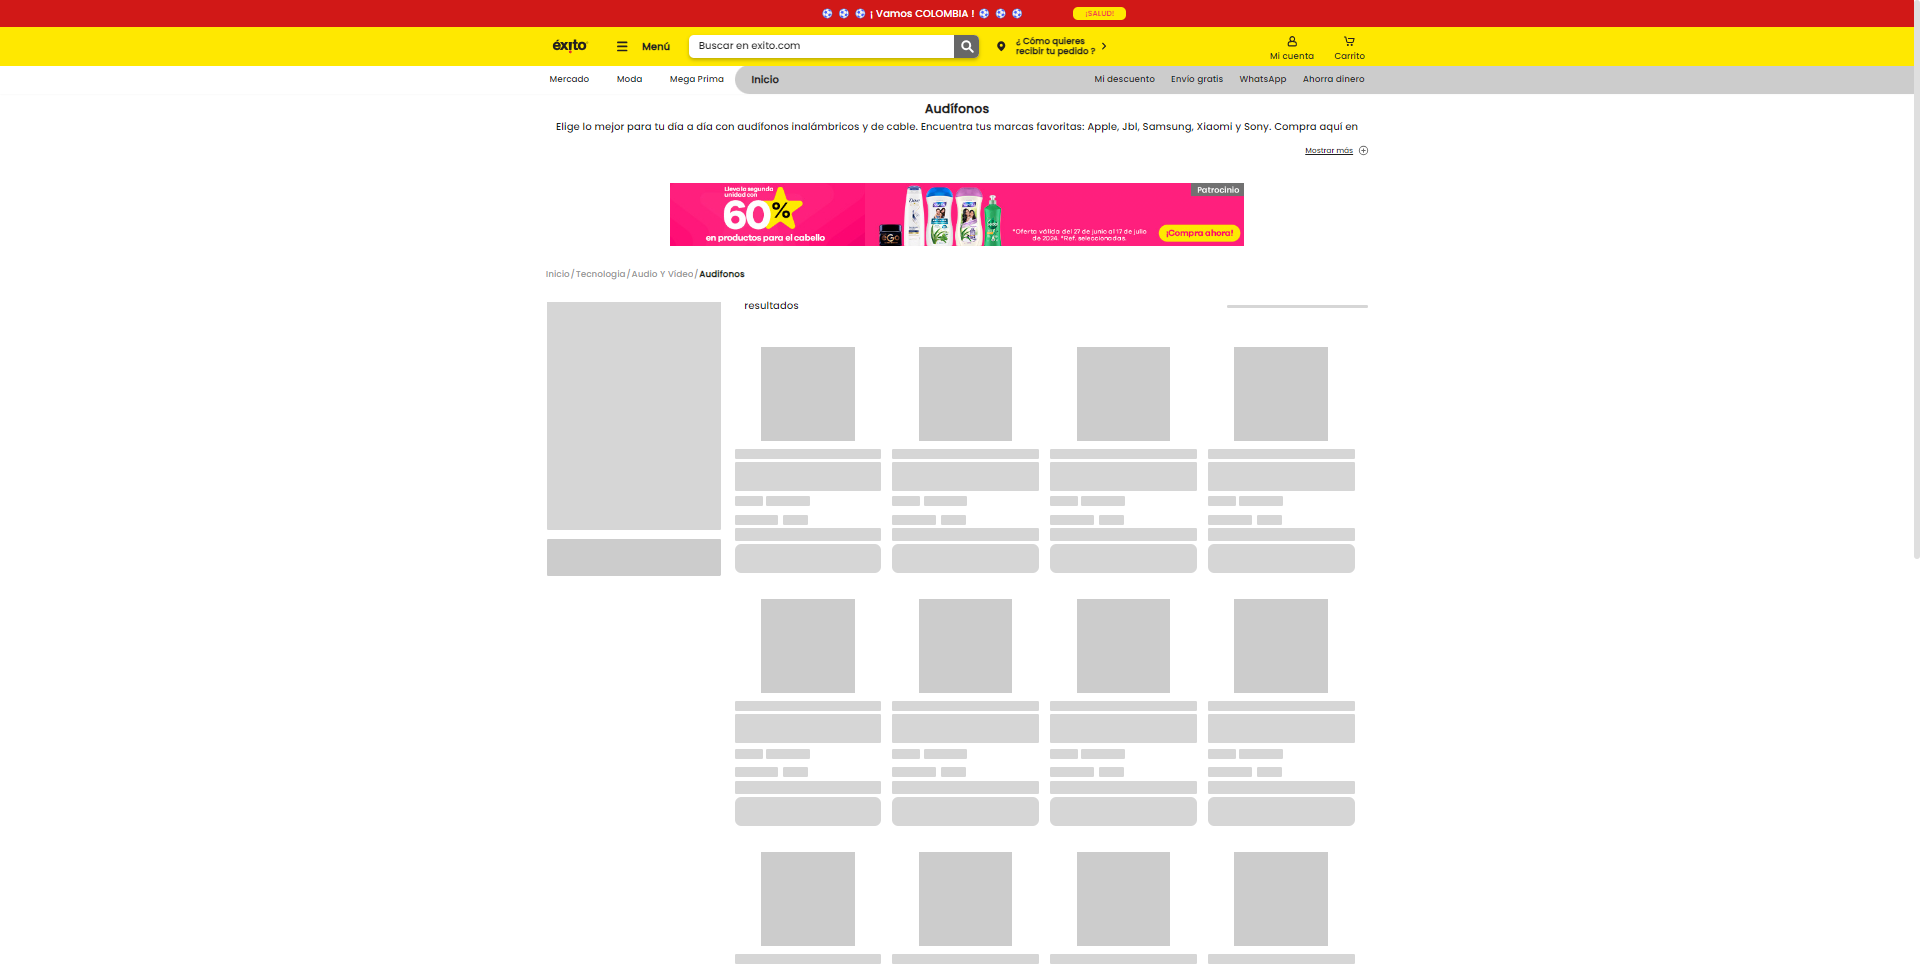 ¡ Vamos COLOMBIA !
¡SALUD!
éxito
Menú
Buscar en exito.com
¿ Cómo quieres
recibir tu pedido ?
Mi cuenta
Carrito
Mercado
Moda
Mega Prima
Inicio
Mi descuento
Envío gratis
WhatsApp
Ahorra dinero
Audífonos
Elige lo mejor para tu día a día con audífonos inalámbricos y de cable. Encuentra tus marcas favoritas: Apple, Jbl, Samsung, Xiaomi y Sony. Compra aquí en
Mostrar más
Lleva la segunda
unidad con
60%
en productos para el cabello
Dove
eGo
*Oferta válida del 27 de junio al 17 de julio
de 2024. *Ref. seleccionadas.
Patrocinio
¡Compra ahora!
Inicio/Tecnología/Audio Y Video/Audífonos
resultados